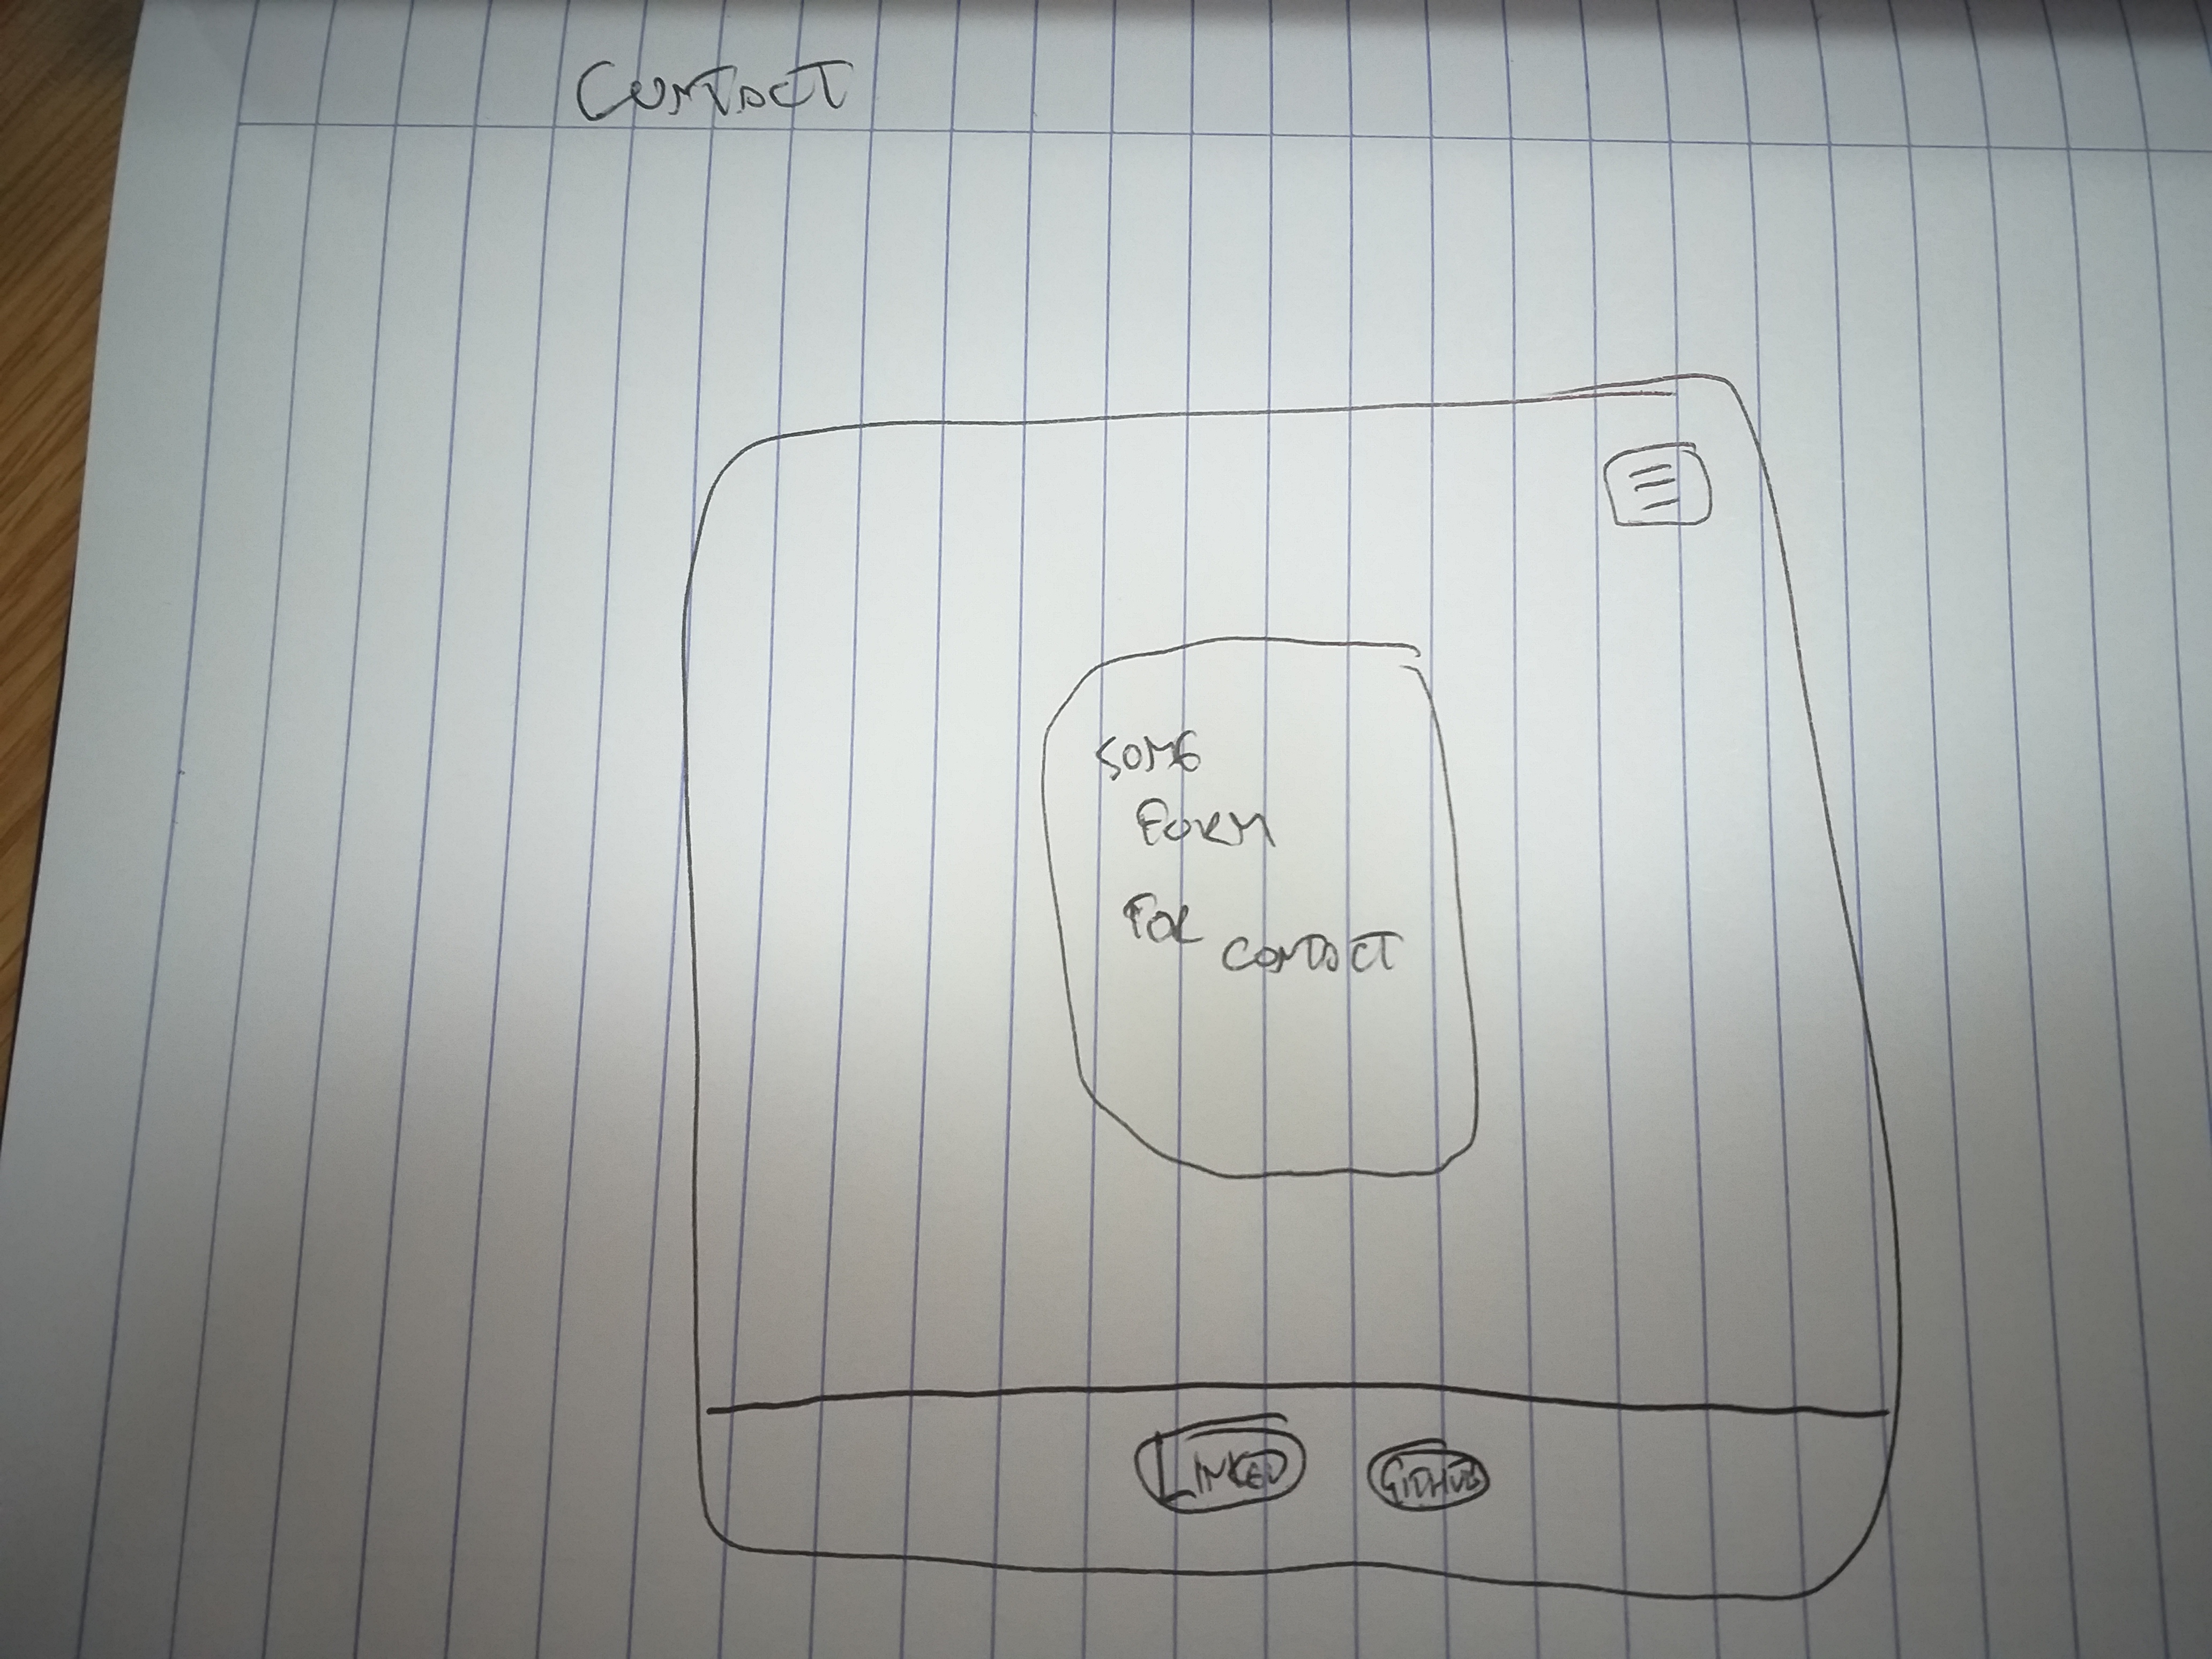 CONTACT
SOME
FORM
FOR CONTACT
LINKED GITHUB